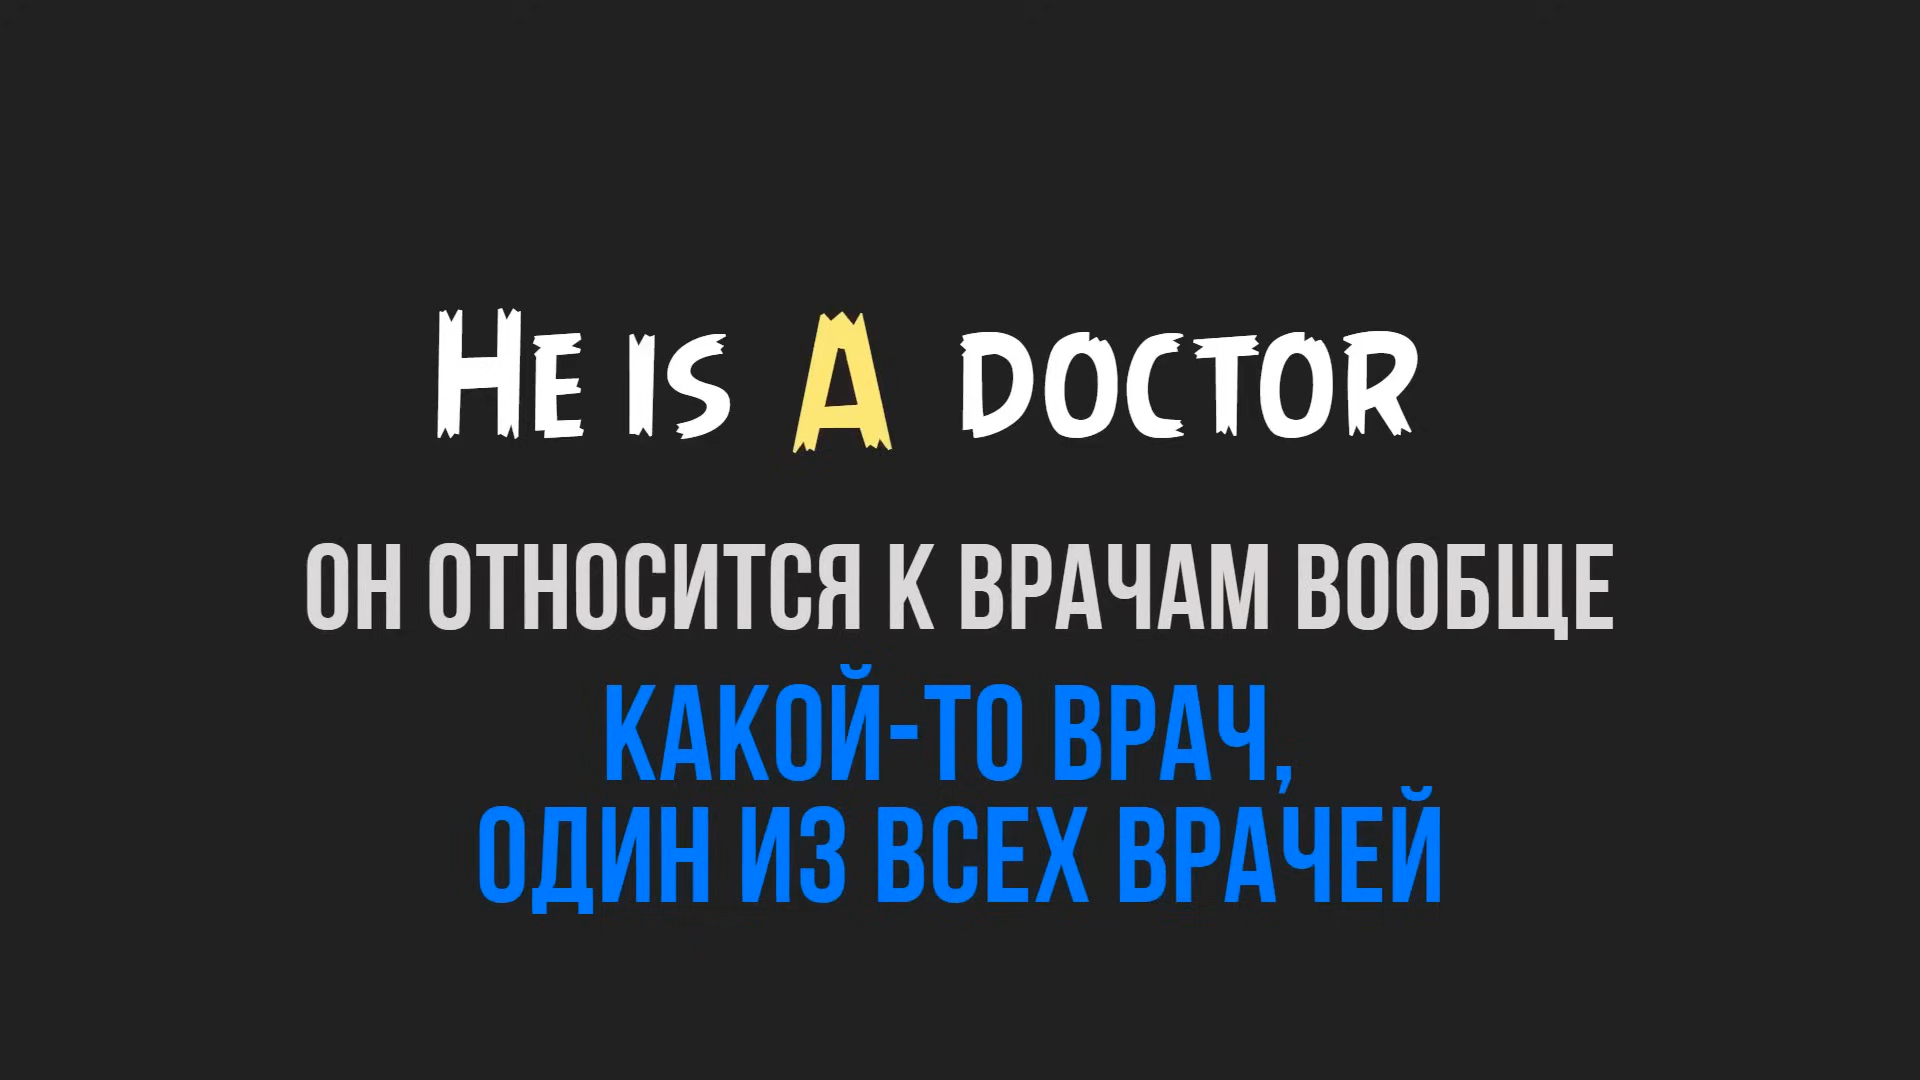 He is A doctor
ОН ОТНОСИТСЯ К ВРАЧАМ ВООБЩЕ
КАКОЙ-ТО ВРАЧ,
ОДИН ИЗ ВСЕХ ВРАЧЕЙ